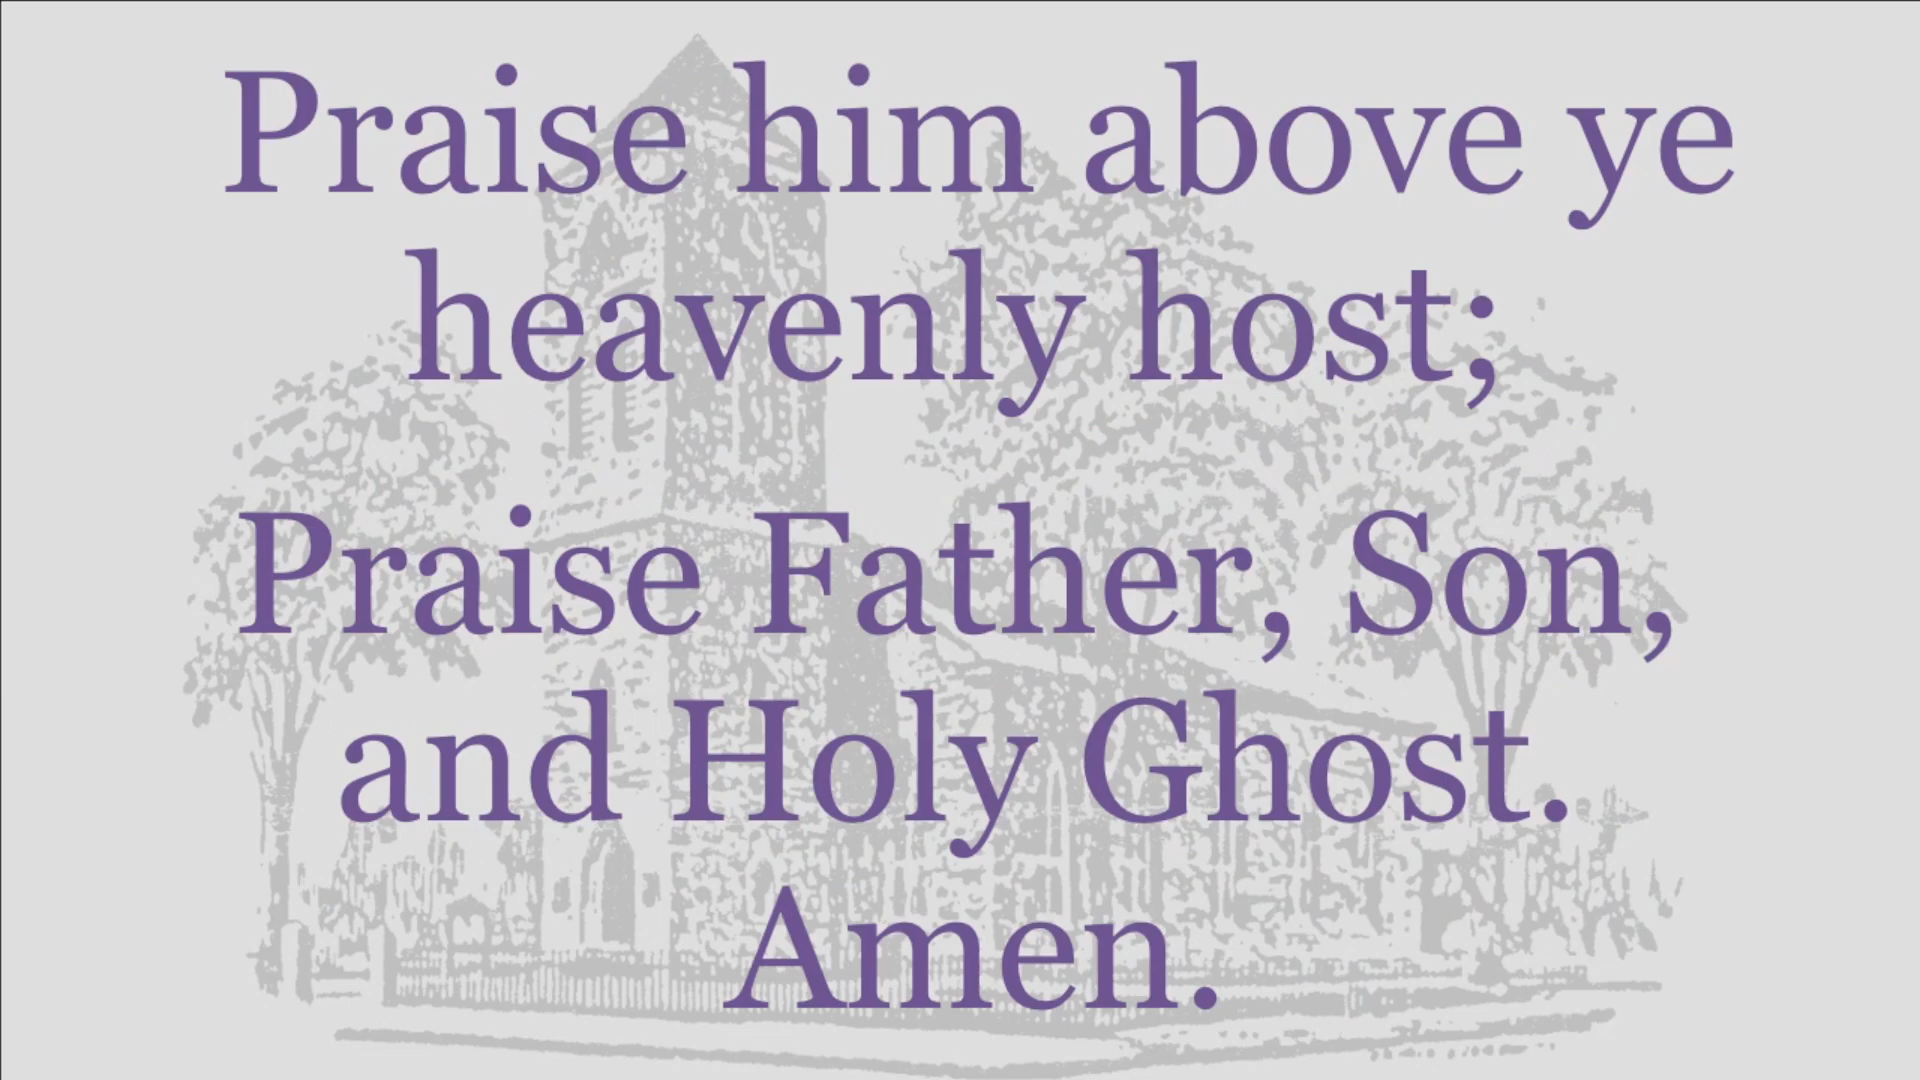 Praise him above ye
heavenly host;
Praise Father, Son,
and Holy Ghost.
Amen.